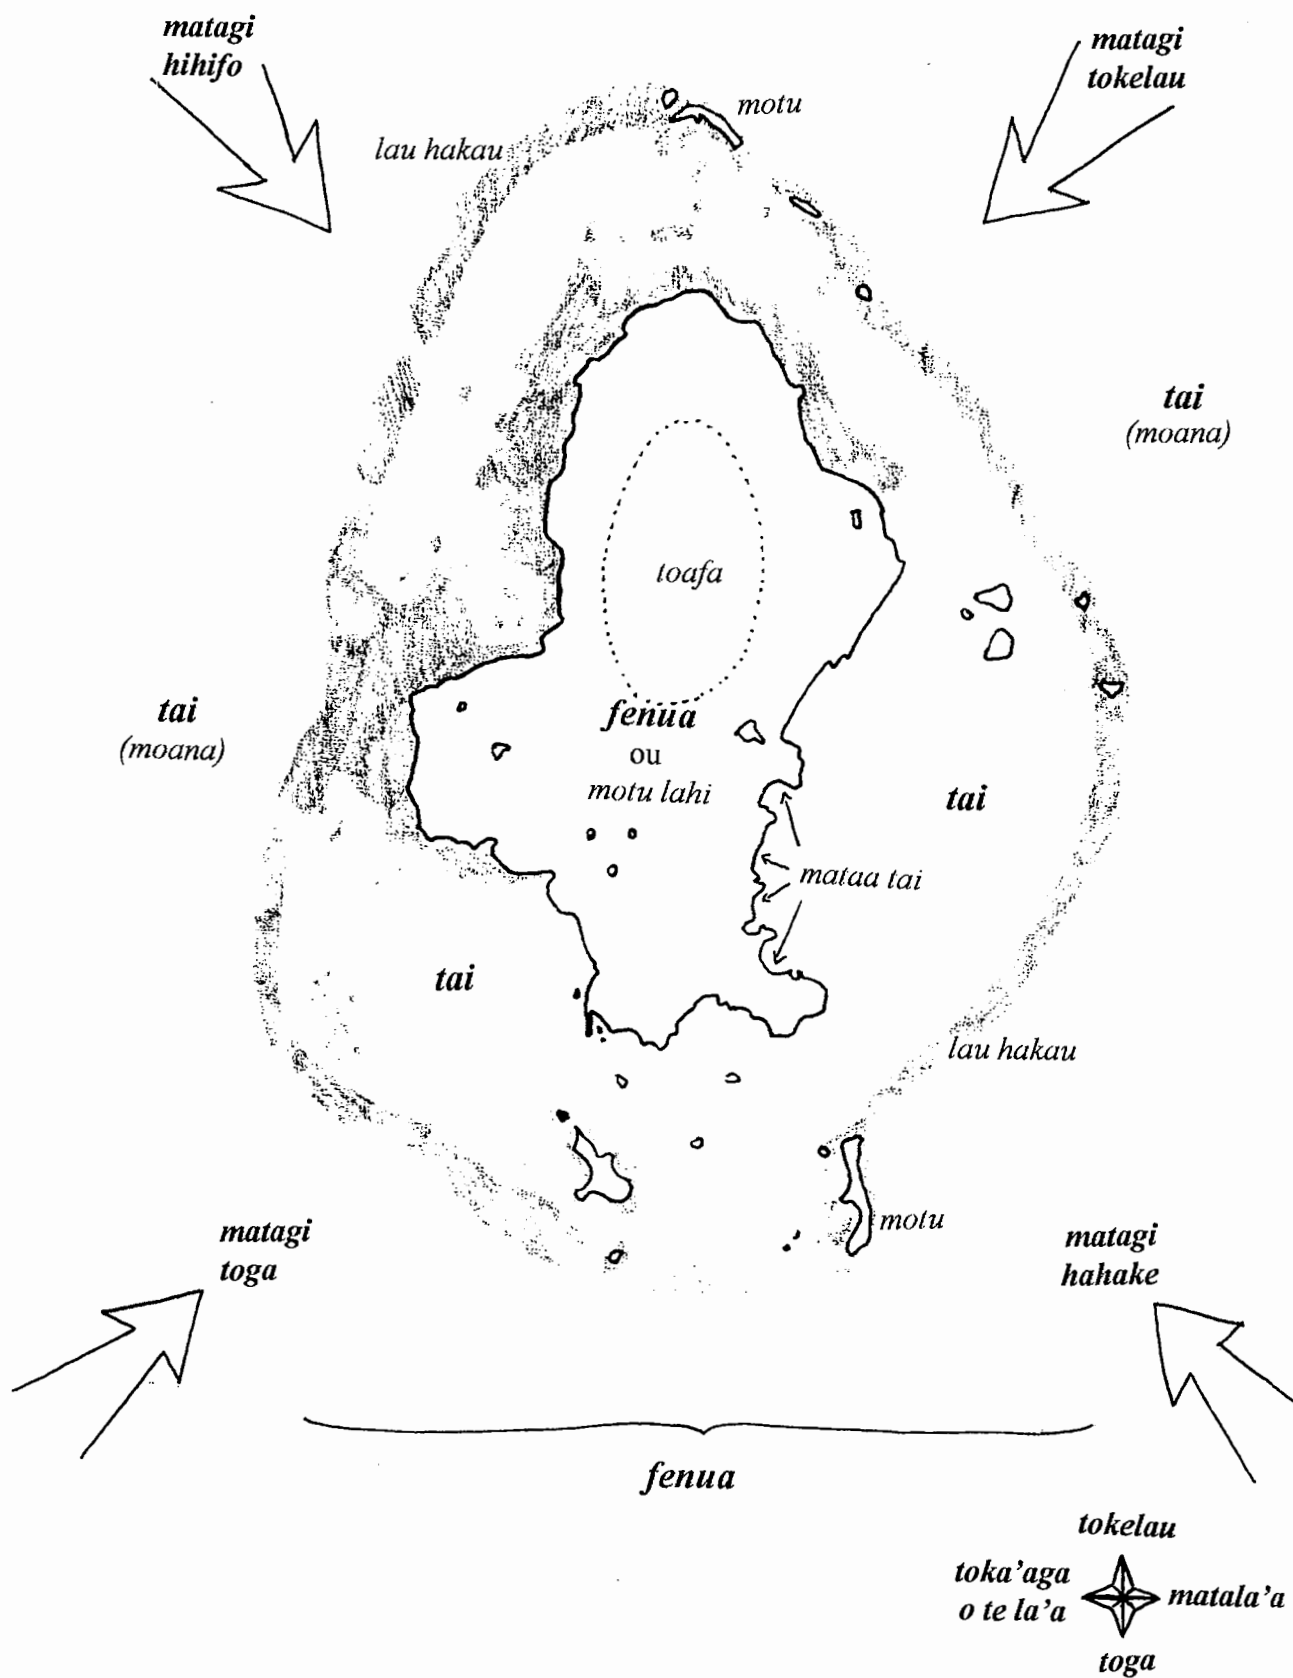 matagi
hihifo
matagi
tokelau
motu
lau hakau
tai
(moana)
toafa
tai
(moana)
fenua
ou
motu lahi
tai
mataa tai
tai
lau hakau
motu
matagi
toga
matagi
hahake
fenua
tokelau
toka’aga
o te la’a
matala’a
toga